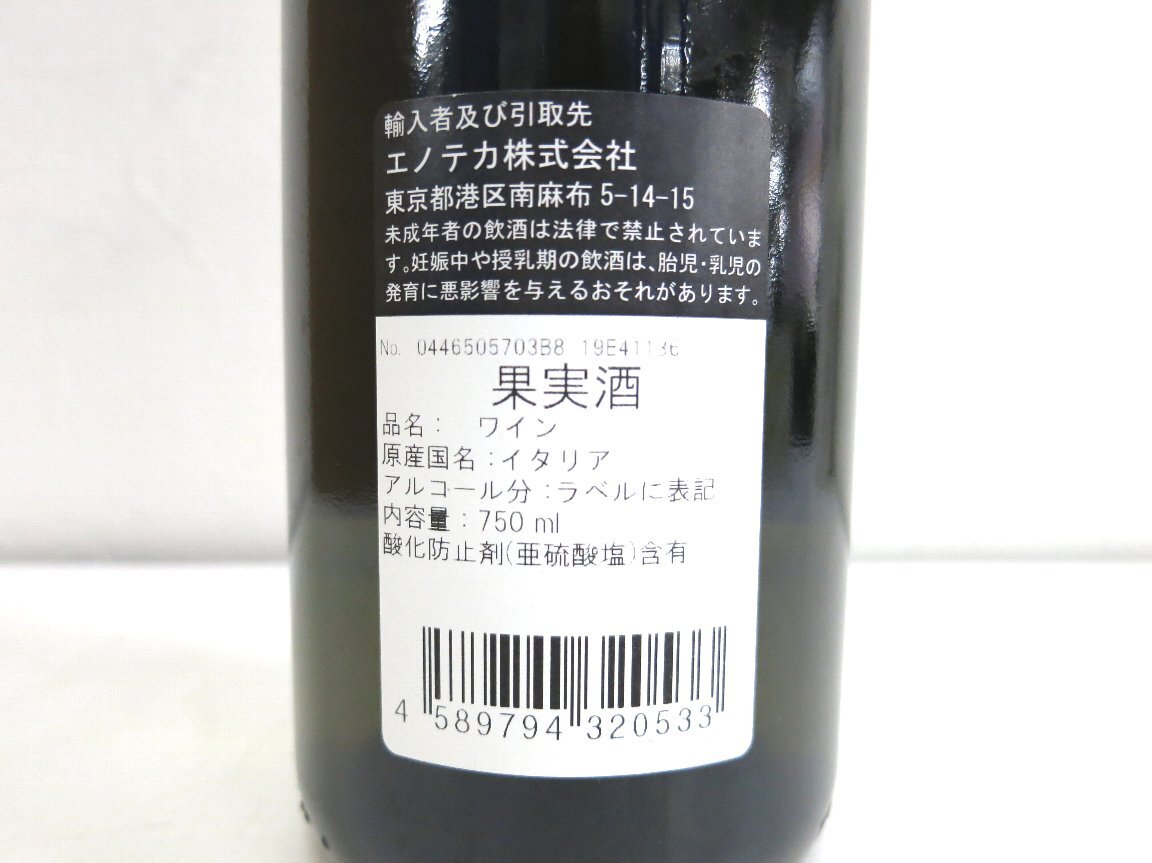 輸入者及び引取先
エノテカ株式会社
東京都港区南麻布 5-14-15
未成年者の飲酒は法律で禁止されていま
す。妊娠中や授乳期の飲酒は、胎児・乳児の
発育に悪影響を与えるおそれがあります。
No. 0446505703B8 19E41136
果実酒
品名： ワイン
原産国名：イタリア
アルコール分：ラベルに表記
内容量：750 ml
酸化防止剤(亜硫酸塩)含有
4 589794 320533